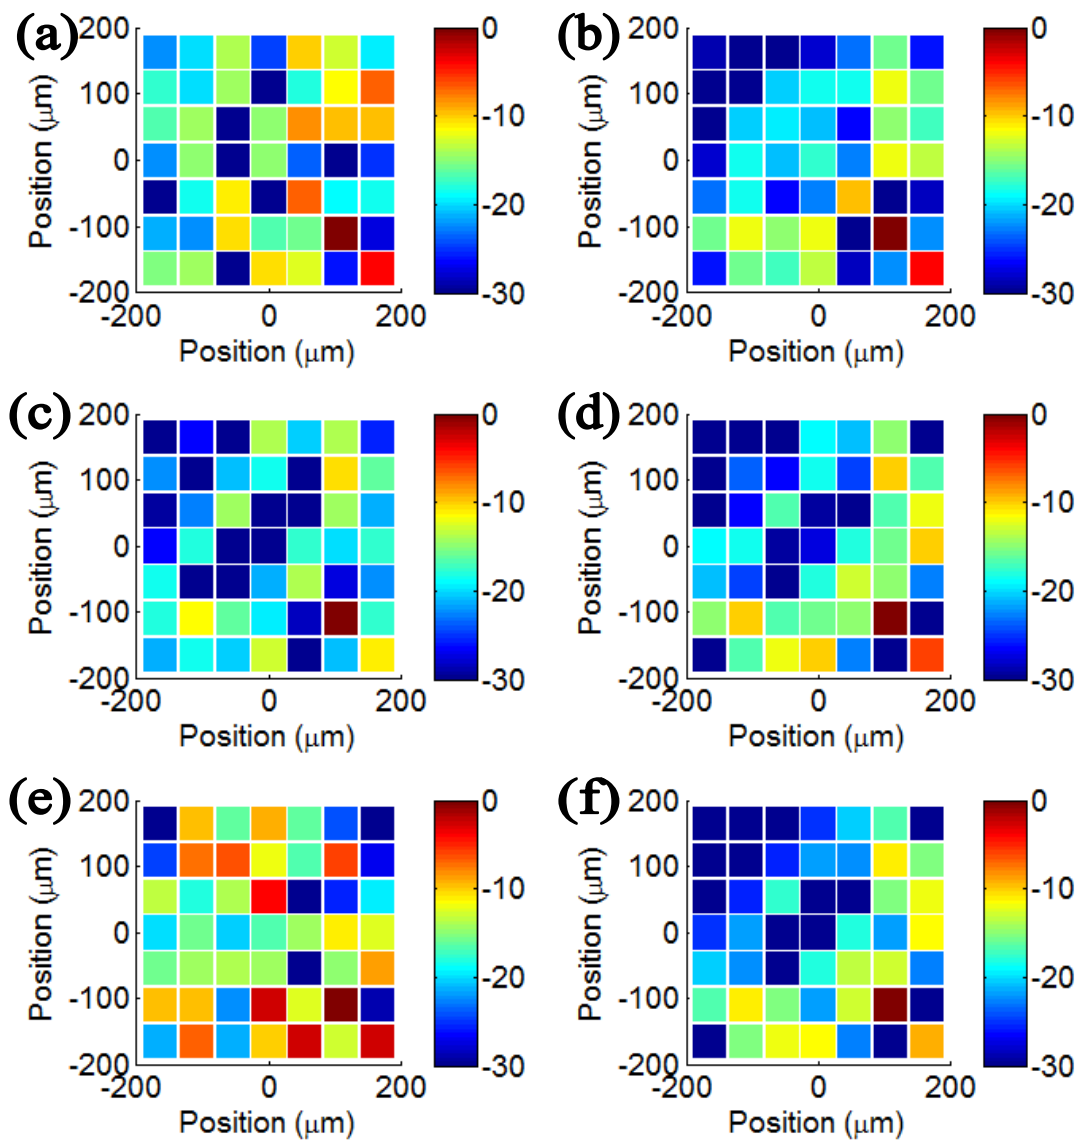 (a) 200 100 0 -100 -200 Position (μm) -200 0 200 Position (μm) 0 -10 -20 -30
(b) 200 100 0 -100 -200 Position (μm) -200 0 200 Position (μm) 0 -10 -20 -30
(c) 200 100 0 -100 -200 Position (μm) -200 0 200 Position (μm) 0 -10 -20 -30
(d) 200 100 0 -100 -200 Position (μm) -200 0 200 Position (μm) 0 -10 -20 -30
(e) 200 100 0 -100 -200 Position (μm) -200 0 200 Position (μm) 0 -10 -20 -30
(f) 200 100 0 -100 -200 Position (μm) -200 0 200 Position (μm) 0 -10 -20 -30